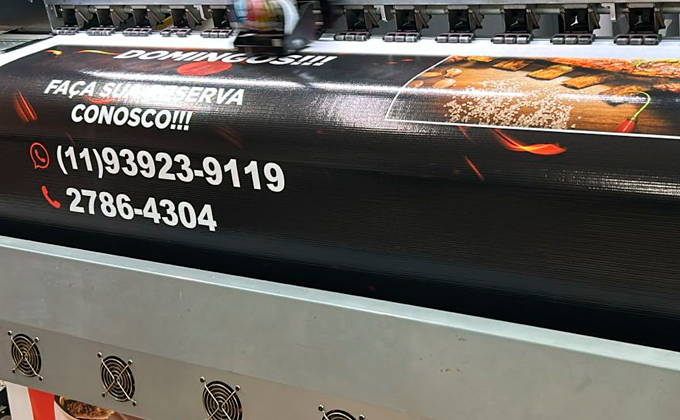 DOMINGOS!!!
FAÇA SUA RESERVA
CONOSCO!!!
(11)93923-9119
2786-4304